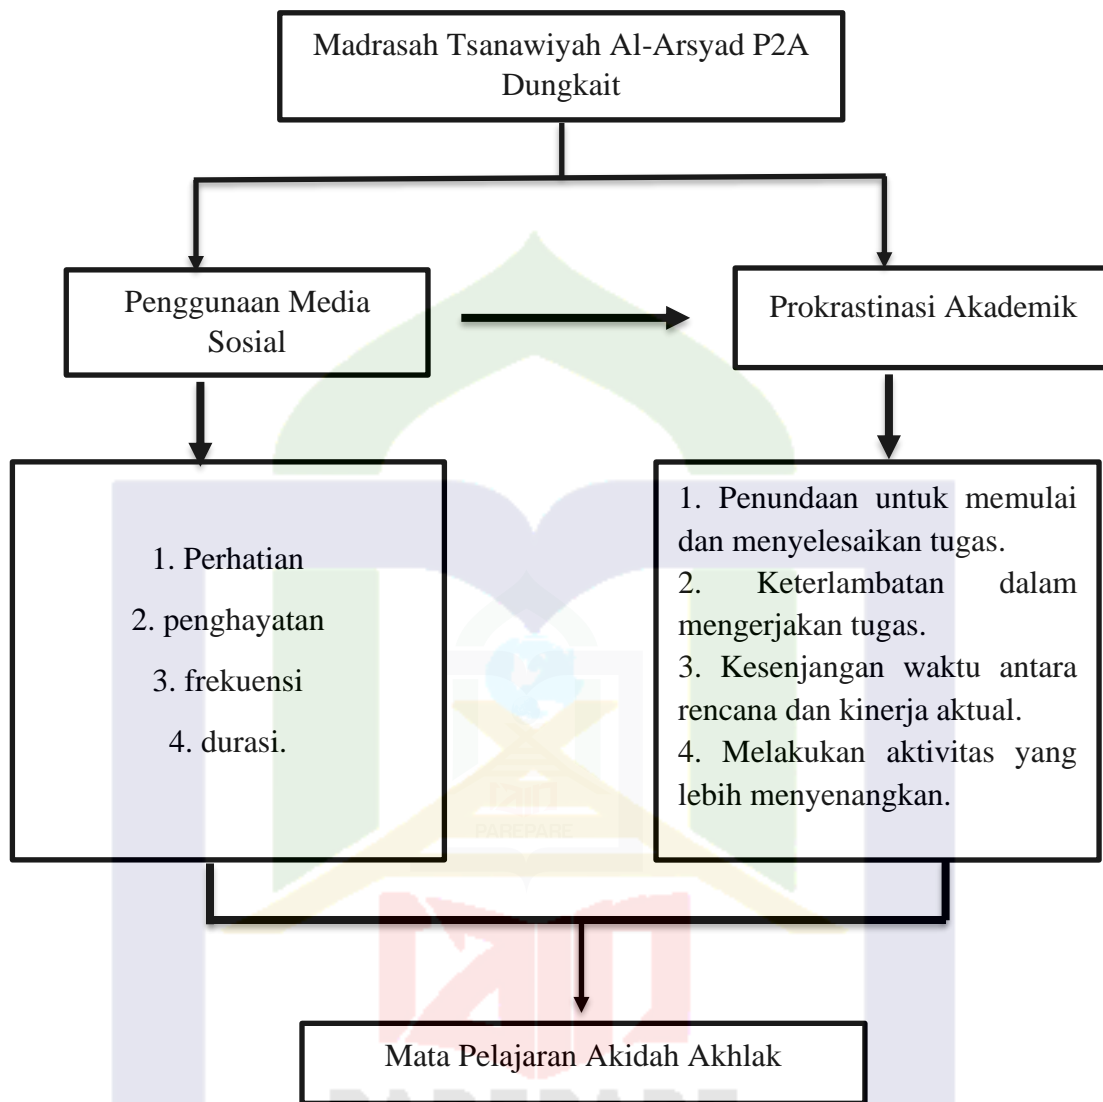 Madrasah Tsanawiyah Al-Arsyad P2A
Dungkait
Penggunaan Media
Sosial
Prokrastinasi Akademik
1. Perhatian
2. penghayatan
3. frekuensi
4. durasi.
1. Penundaan untuk memulai
dan menyelesaikan tugas.
2. Keterlambatan dalam
mengerjakan tugas.
3. Kesenjangan waktu antara
rencana dan kinerja aktual.
4. Melakukan aktivitas yang
lebih menyenangkan.
PAREPARE
Mata Pelajaran Akidah Akhlak
PAREPARE